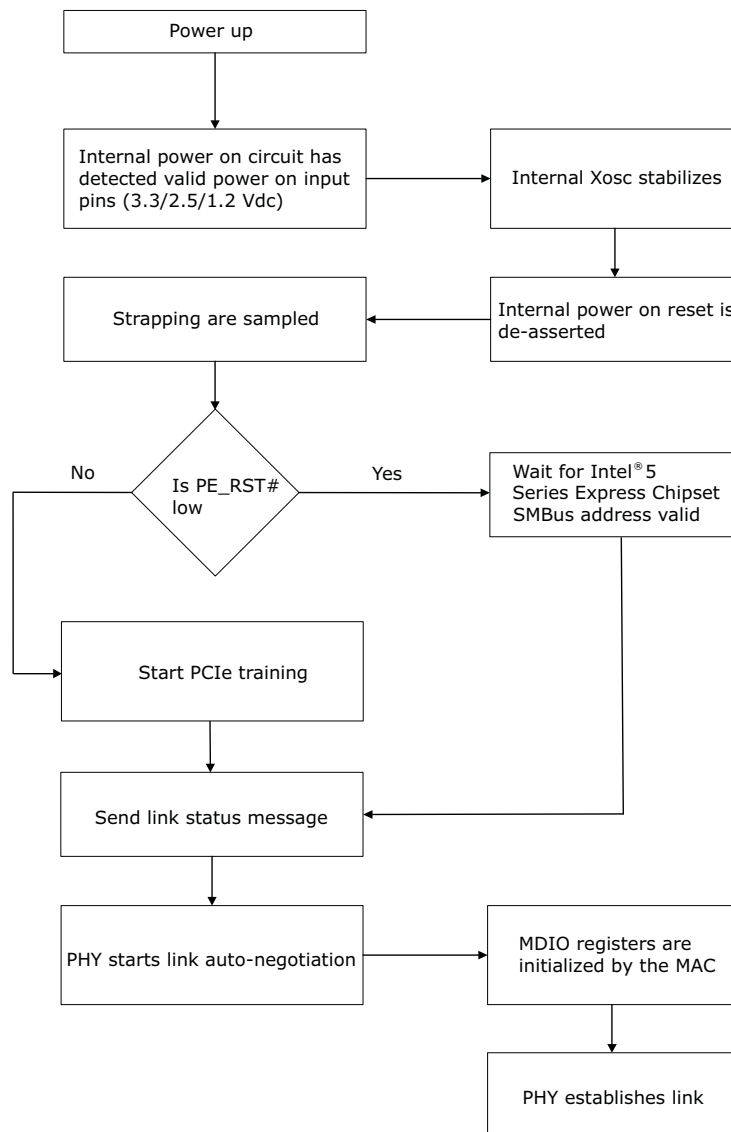 Power up
Internal power on circuit has
detected valid power on input
pins (3.3/2.5/1.2 Vdc)
Internal Xosc stabilizes
Strapping are sampled
Internal power on reset is
de-asserted
No
Is PE_RST#
low
Yes
Wait for Intel®5
Series Express Chipset
SMBus address valid
Start PCIe training
Send link status message
PHY starts link auto-negotiation
MDIO registers are
initialized by the MAC
PHY establishes link